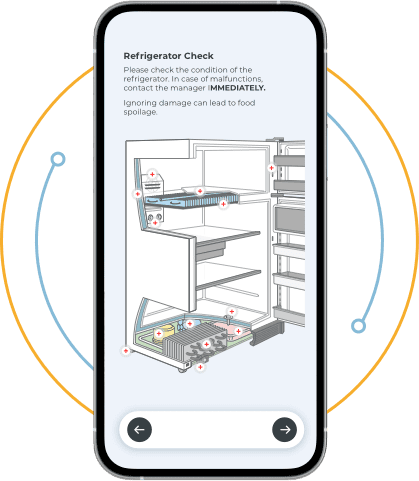 Refrigerator Check
Please check the condition of the
refrigerator. In case of malfunctions,
contact the manager IMMEDIATELY.
Ignoring damage can lead to food
spoilage.